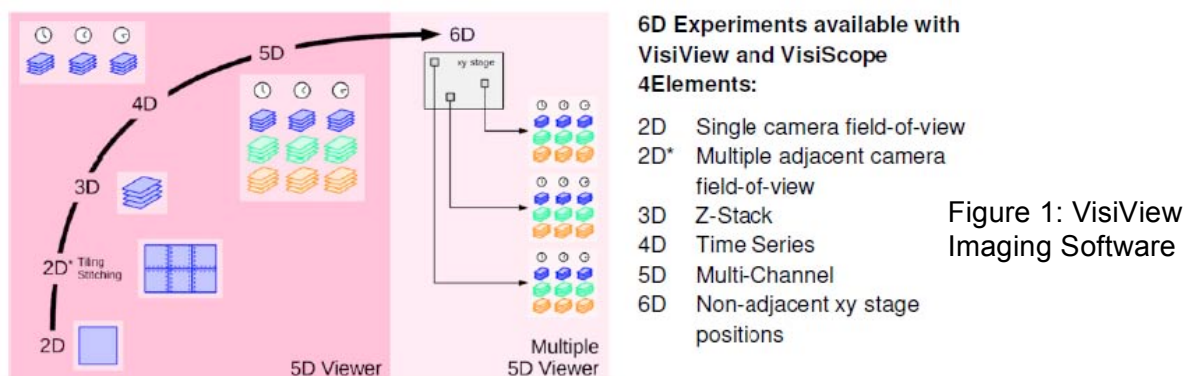 6D
5D
xy stage
4D
3D
2D* Tiling
Stitching
2D
5D Viewer
Multiple
5D Viewer
6D Experiments available with
VisiView and VisiScope
4Elements:
2D Single camera field-of-view
2D* Multiple adjacent camera
field-of-view
3D Z-Stack
4D Time Series
5D Multi-Channel
6D Non-adjacent xy stage
positions
Figure 1: VisiView
Imaging Software